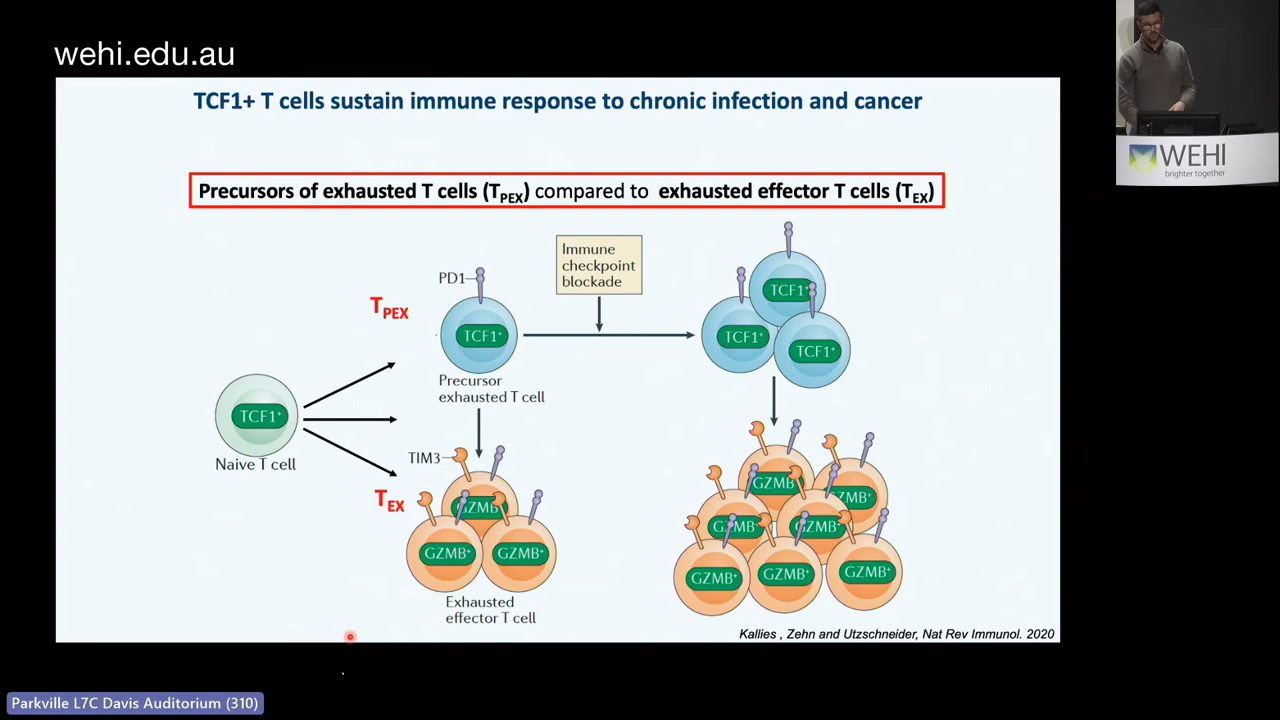 wehi.edu.au
TCF1+ T cells sustain immune response to chronic infection and cancer
Precursors of exhausted T cells (TPEX) compared to exhausted effector T cells (TEX)
Immune
checkpoint
blockade
PD1
TPEX
TCF1⁺
Precursor
exhausted T cell
TCF1⁺
TCF1⁺
TCF1⁺
TCF1⁺
Naive T cell
TIM3
TEX
GZMB
GZMB⁺
GZMB⁺
Exhausted
effector T cell
GZMB
ZMB⁺
GZMB⁺
GZMB⁺
GZMB⁺
GZMB⁺
GZMB⁺
Kallies , Zehn and Utzschneider, Nat Rev Immunol. 2020
WEHI
brighter together
Parkville L7C Davis Auditorium (310)